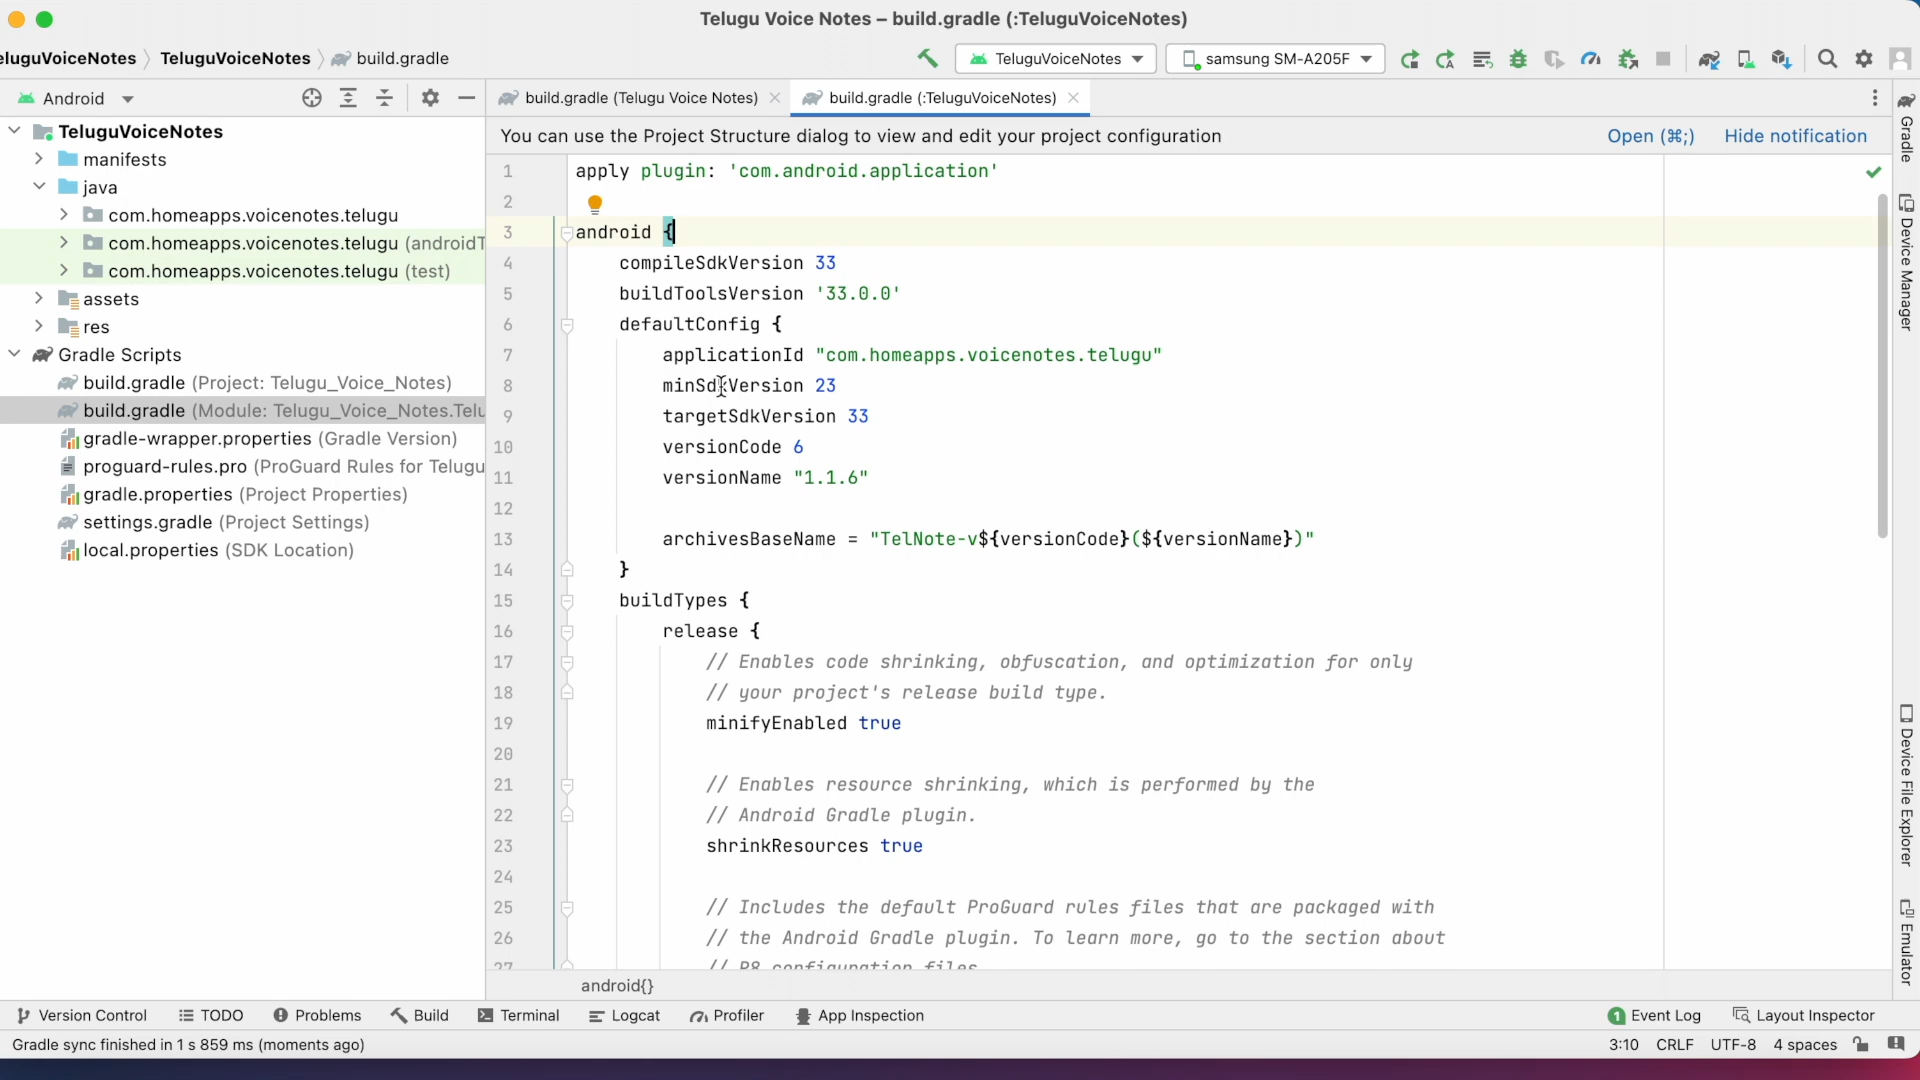 Telugu Voice Notes – build.gradle (:TeluguVoiceNotes)
eluguVoiceNotes
TeluguVoiceNotes
build.gradle
TeluguVoiceNotes
samsung SM-A205F
Android
build.gradle (Telugu Voice Notes)
build.gradle (:TeluguVoiceNotes)
TeluguVoiceNotes
manifests
java
com.homeapps.voicenotes.telugu
com.homeapps.voicenotes.telugu (androidT
com.homeapps.voicenotes.telugu (test)
assets
res
Gradle Scripts
build.gradle (Project: Telugu_Voice_Notes)
build.gradle (Module: Telugu_Voice_Notes.Telu
gradle-wrapper.properties (Gradle Version)
proguard-rules.pro (ProGuard Rules for Telugu
gradle.properties (Project Properties)
settings.gradle (Project Settings)
local.properties (SDK Location)
You can use the Project Structure dialog to view and edit your project configuration
Open (⌘;)
Hide notification
1 apply plugin: 'com.android.application'
2
3 android {
4 compileSdkVersion 33
5 buildToolsVersion '33.0.0'
6 defaultConfig {
7 applicationId "com.homeapps.voicenotes.telugu"
8 minSdkVersion 23
9 targetSdkVersion 33
10 versionCode 6
11 versionName "1.1.6"
12
13 archivesBaseName = "TelNote-v${versionCode}(${versionName})"
14 }
15 buildTypes {
16 release {
17 // Enables code shrinking, obfuscation, and optimization for only
18 // your project's release build type.
19 minifyEnabled true
20
21 // Enables resource shrinking, which is performed by the
22 // Android Gradle plugin.
23 shrinkResources true
24
25 // Includes the default ProGuard rules files that are packaged with
26 // the Android Gradle plugin. To learn more, go to the section about
27 // R8 configuration files
android{}
Gradle
Device Manager
Device File Explorer
Emulator
Version Control
TODO
Problems
Build
Terminal
Logcat
Profiler
App Inspection
1 Event Log
Layout Inspector
Gradle sync finished in 1 s 859 ms (moments ago)
3:10
CRLF
UTF-8
4 spaces